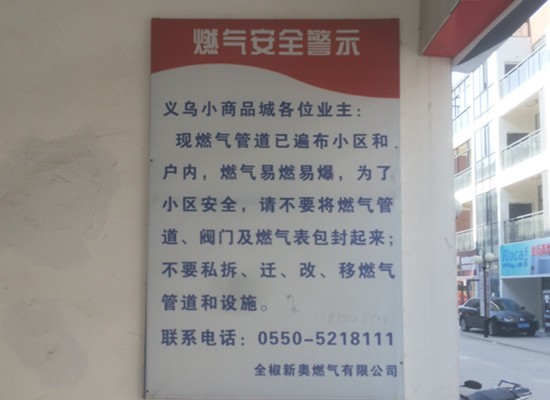 燃气安全警示
义乌小商品城各位业主：
现燃气管道已遍布小区和
户内，燃气易燃易爆，为了
小区安全，请不要将燃气管
道、阀门及燃气表包封起来；
不要私拆、迁、改、移燃气
管道和设施。
联系电话：0550-5218111
全椒新奥燃气有限公司
Roca